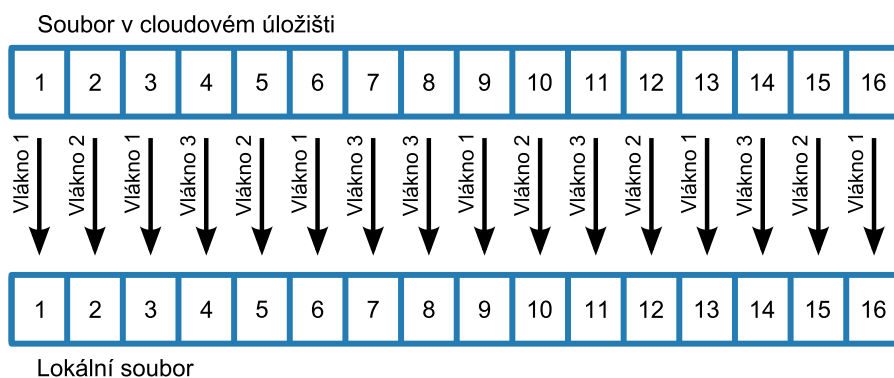 Soubor v cloudovém úložišti
1 2 3 4 5 6 7 8 9 10 11 12 13 14 15 16
Vlákno 1 Vlákno 2 Vlákno 1 Vlákno 3 Vlákno 2 Vlákno 1 Vlákno 3 Vlákno 3 Vlákno 1 Vlákno 2 Vlákno 3 Vlákno 2 Vlákno 1 Vlákno 3 Vlákno 2 Vlákno 1
1 2 3 4 5 6 7 8 9 10 11 12 13 14 15 16
Lokální soubor